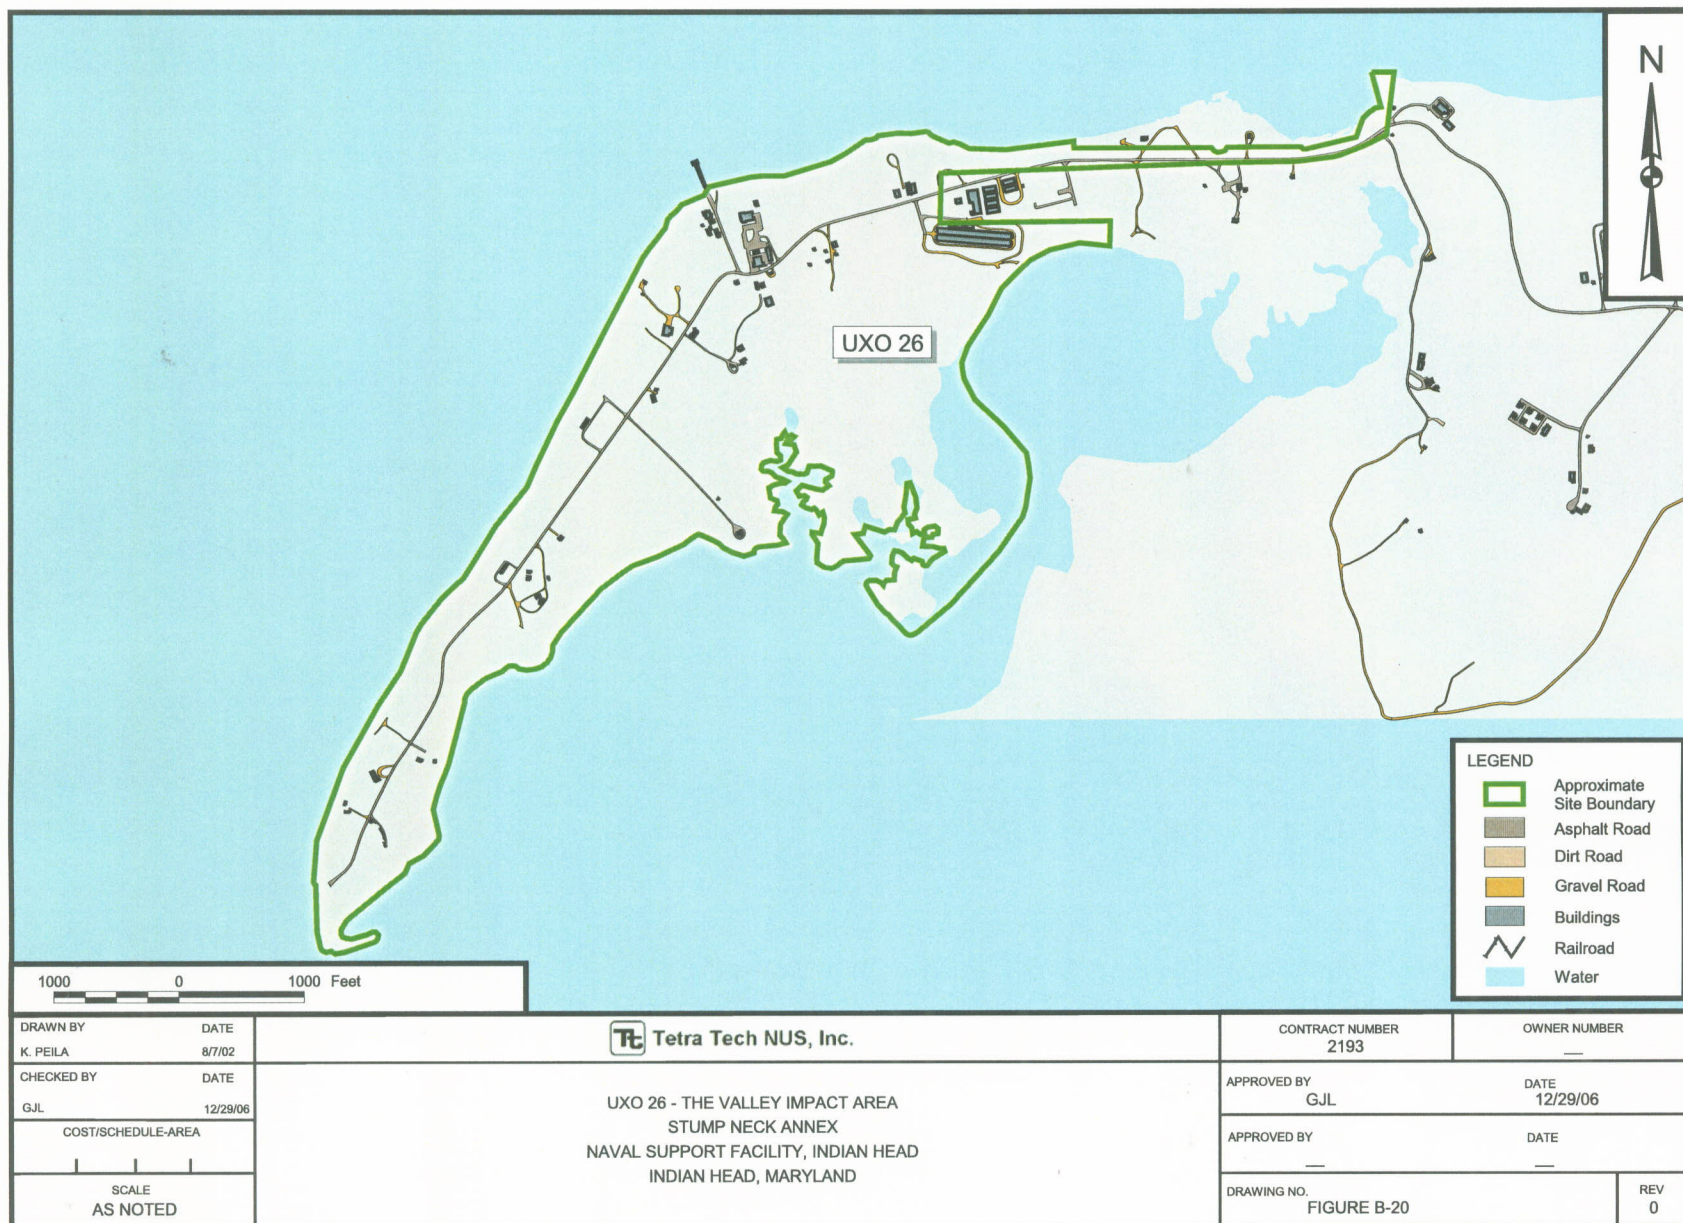 N
UXO 26
LEGEND
Approximate
Site Boundary
Asphalt Road
Dirt Road
Gravel Road
Buildings
Railroad
Water
1000 0 1000 Feet
DRAWN BY DATE
K. PEILA 8/7/02
CHECKED BY DATE
GJL 12/29/06
COST/SCHEDULE-AREA
SCALE
AS NOTED
Tt Tetra Tech NUS, Inc.
UXO 26 - THE VALLEY IMPACT AREA
STUMP NECK ANNEX
NAVAL SUPPORT FACILITY, INDIAN HEAD
INDIAN HEAD, MARYLAND
CONTRACT NUMBER
2193
OWNER NUMBER
—
APPROVED BY DATE
GJL 12/29/06
APPROVED BY DATE
— —
DRAWING NO.
FIGURE B-20
REV
0